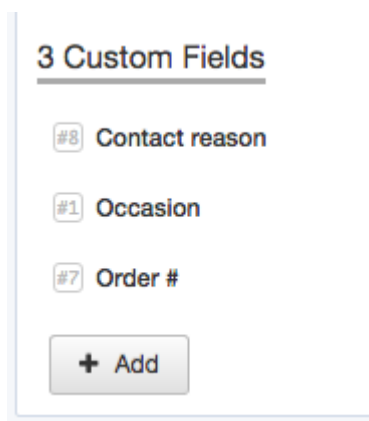 3 Custom Fields
#8 Contact reason
#1 Occasion
#7 Order #
+ Add